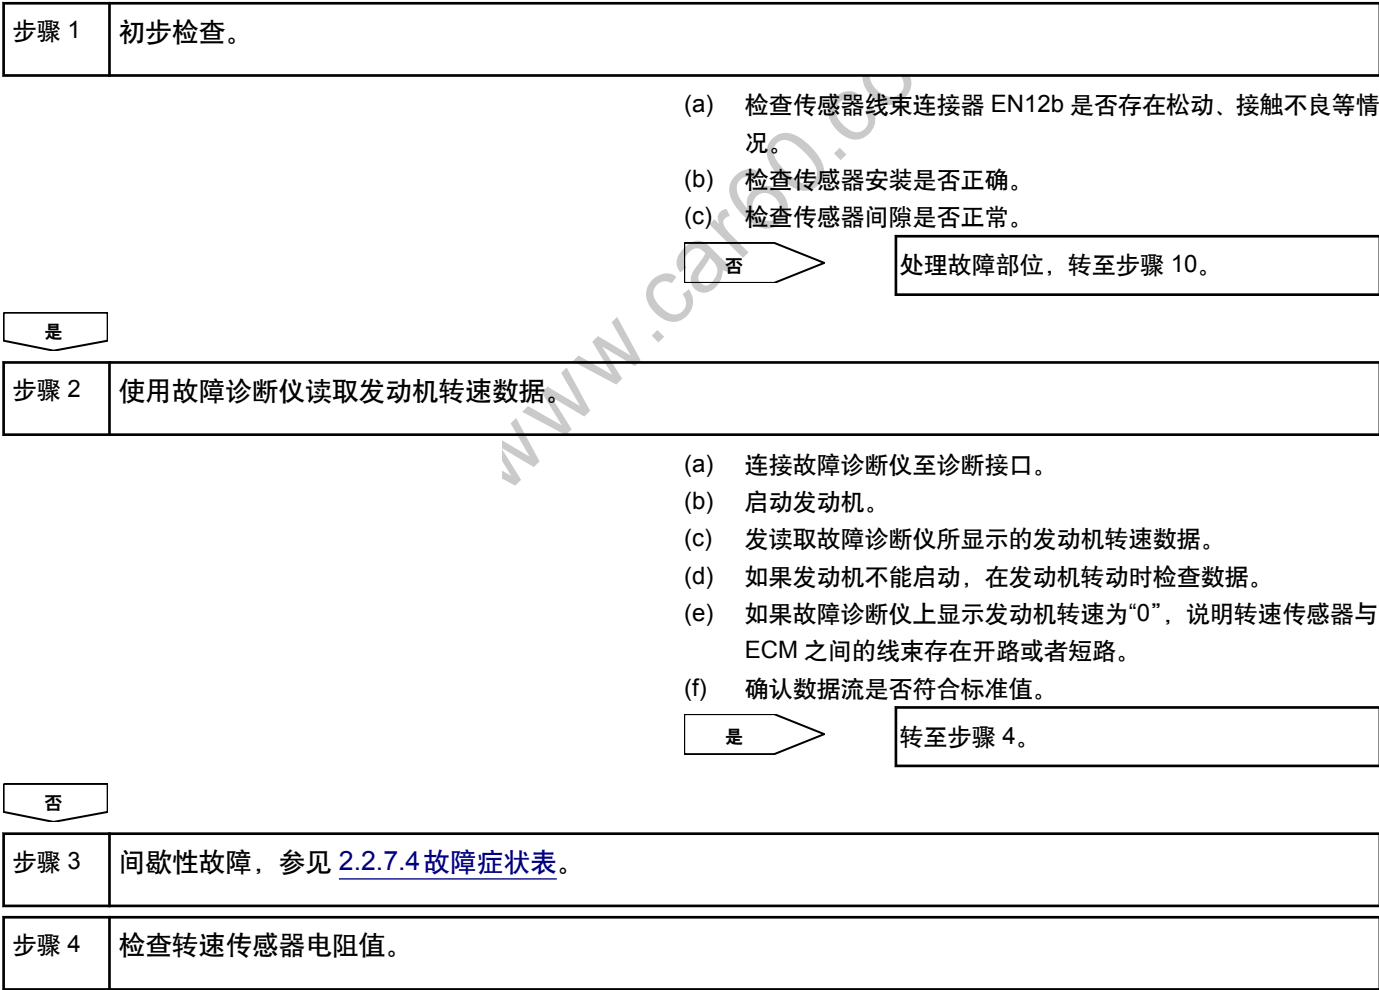 步骤 1
初步检查。
(a) 检查传感器线束连接器 EN12b 是否存在松动、接触不良等情
况。
(b) 检查传感器安装是否正确。
(c) 检查传感器间隙是否正常。
否
处理故障部位，转至步骤 10。
是
步骤 2
使用故障诊断仪读取发动机转速数据。
(a) 连接故障诊断仪至诊断接口。
(b) 启动发动机。
(c) 发读取故障诊断仪所显示的发动机转速数据。
(d) 如果发动机不能启动，在发动机转动时检查数据。
(e) 如果故障诊断仪上显示发动机转速为“0”，说明转速传感器与
ECM 之间的线束存在开路或者短路。
(f) 确认数据流是否符合标准值。
是
转至步骤 4。
否
步骤 3
间歇性故障，参见 2.2.7.4故障症状表。
步骤 4
检查转速传感器电阻值。
www.car60.co